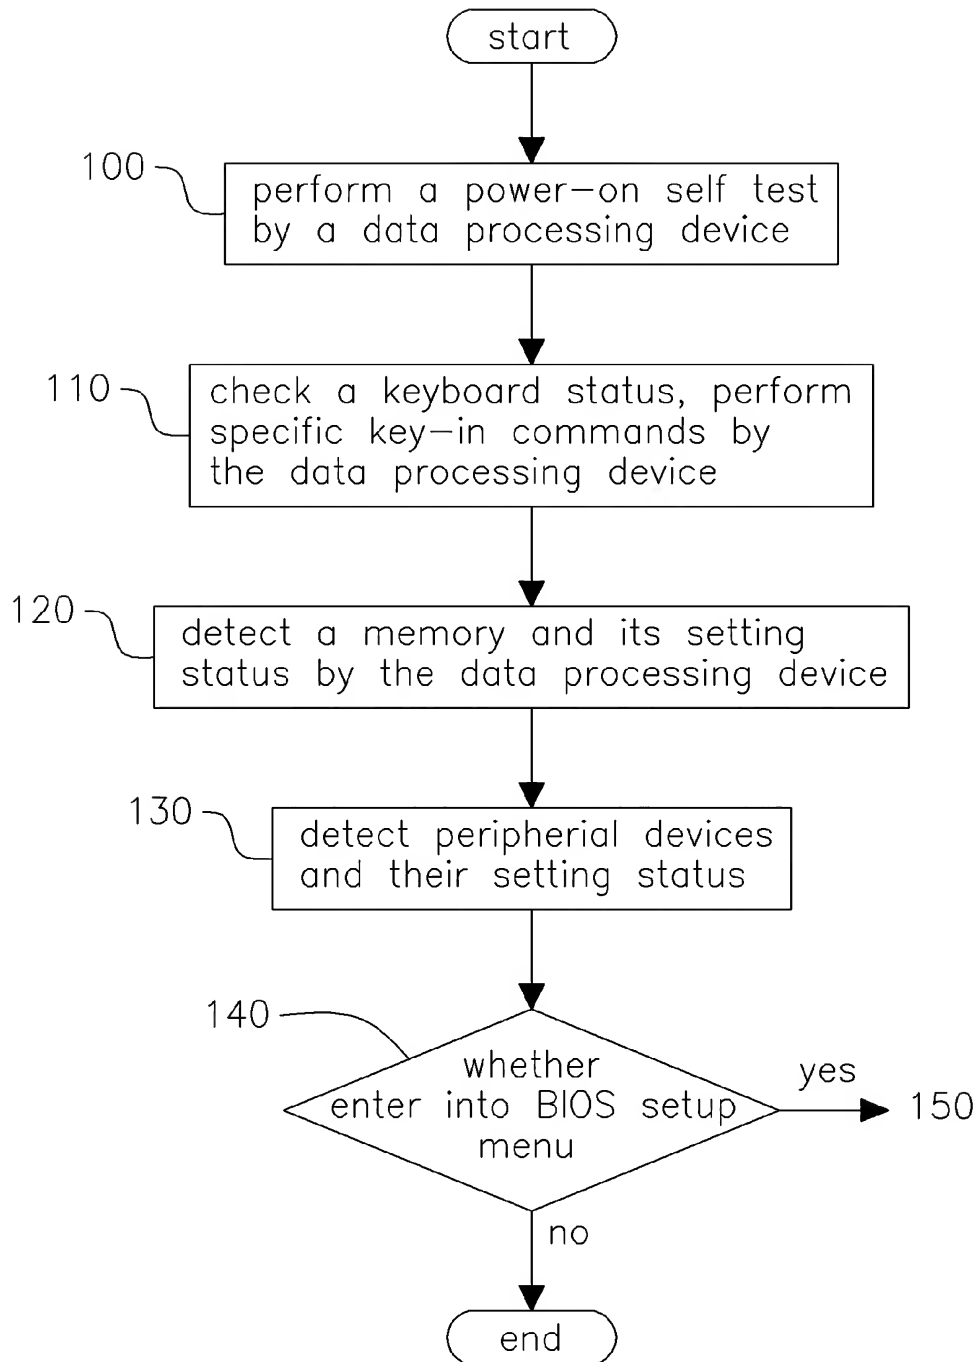 start
100
perform a power-on self test
by a data processing device
110
check a keyboard status, perform
specific key-in commands by
the data processing device
120
detect a memory and its setting
status by the data processing device
130
detect peripherial devices
and their setting status
140
whether
enter into BIOS setup
menu
yes
150
no
end